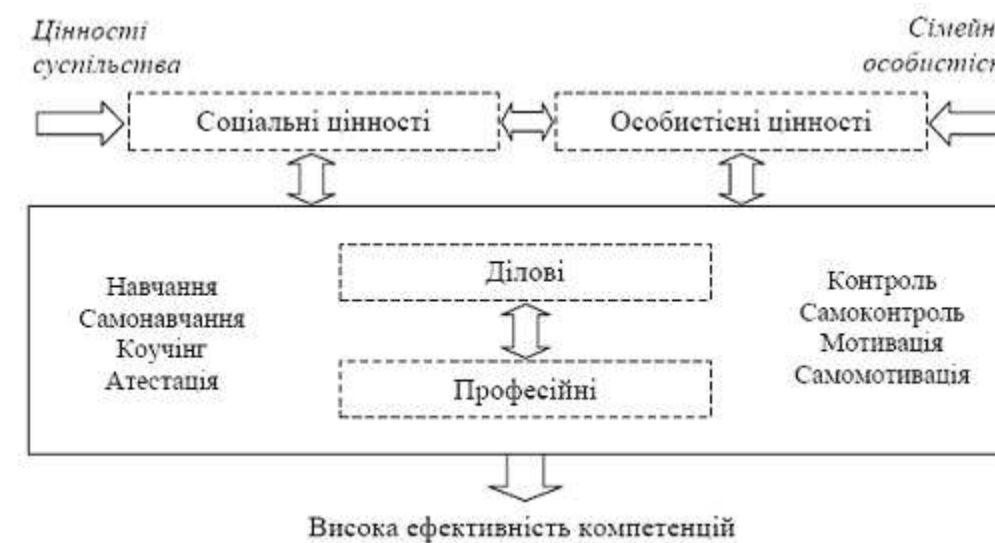 Цінності
суспільства
Соціальні цінності
Особистісні цінності
Ділові
Професійні
Навчання
Самонавчання
Коучінг
Атестація
Контроль
Самоконтроль
Мотивація
Самомотивація
Висока ефективність компетенцій